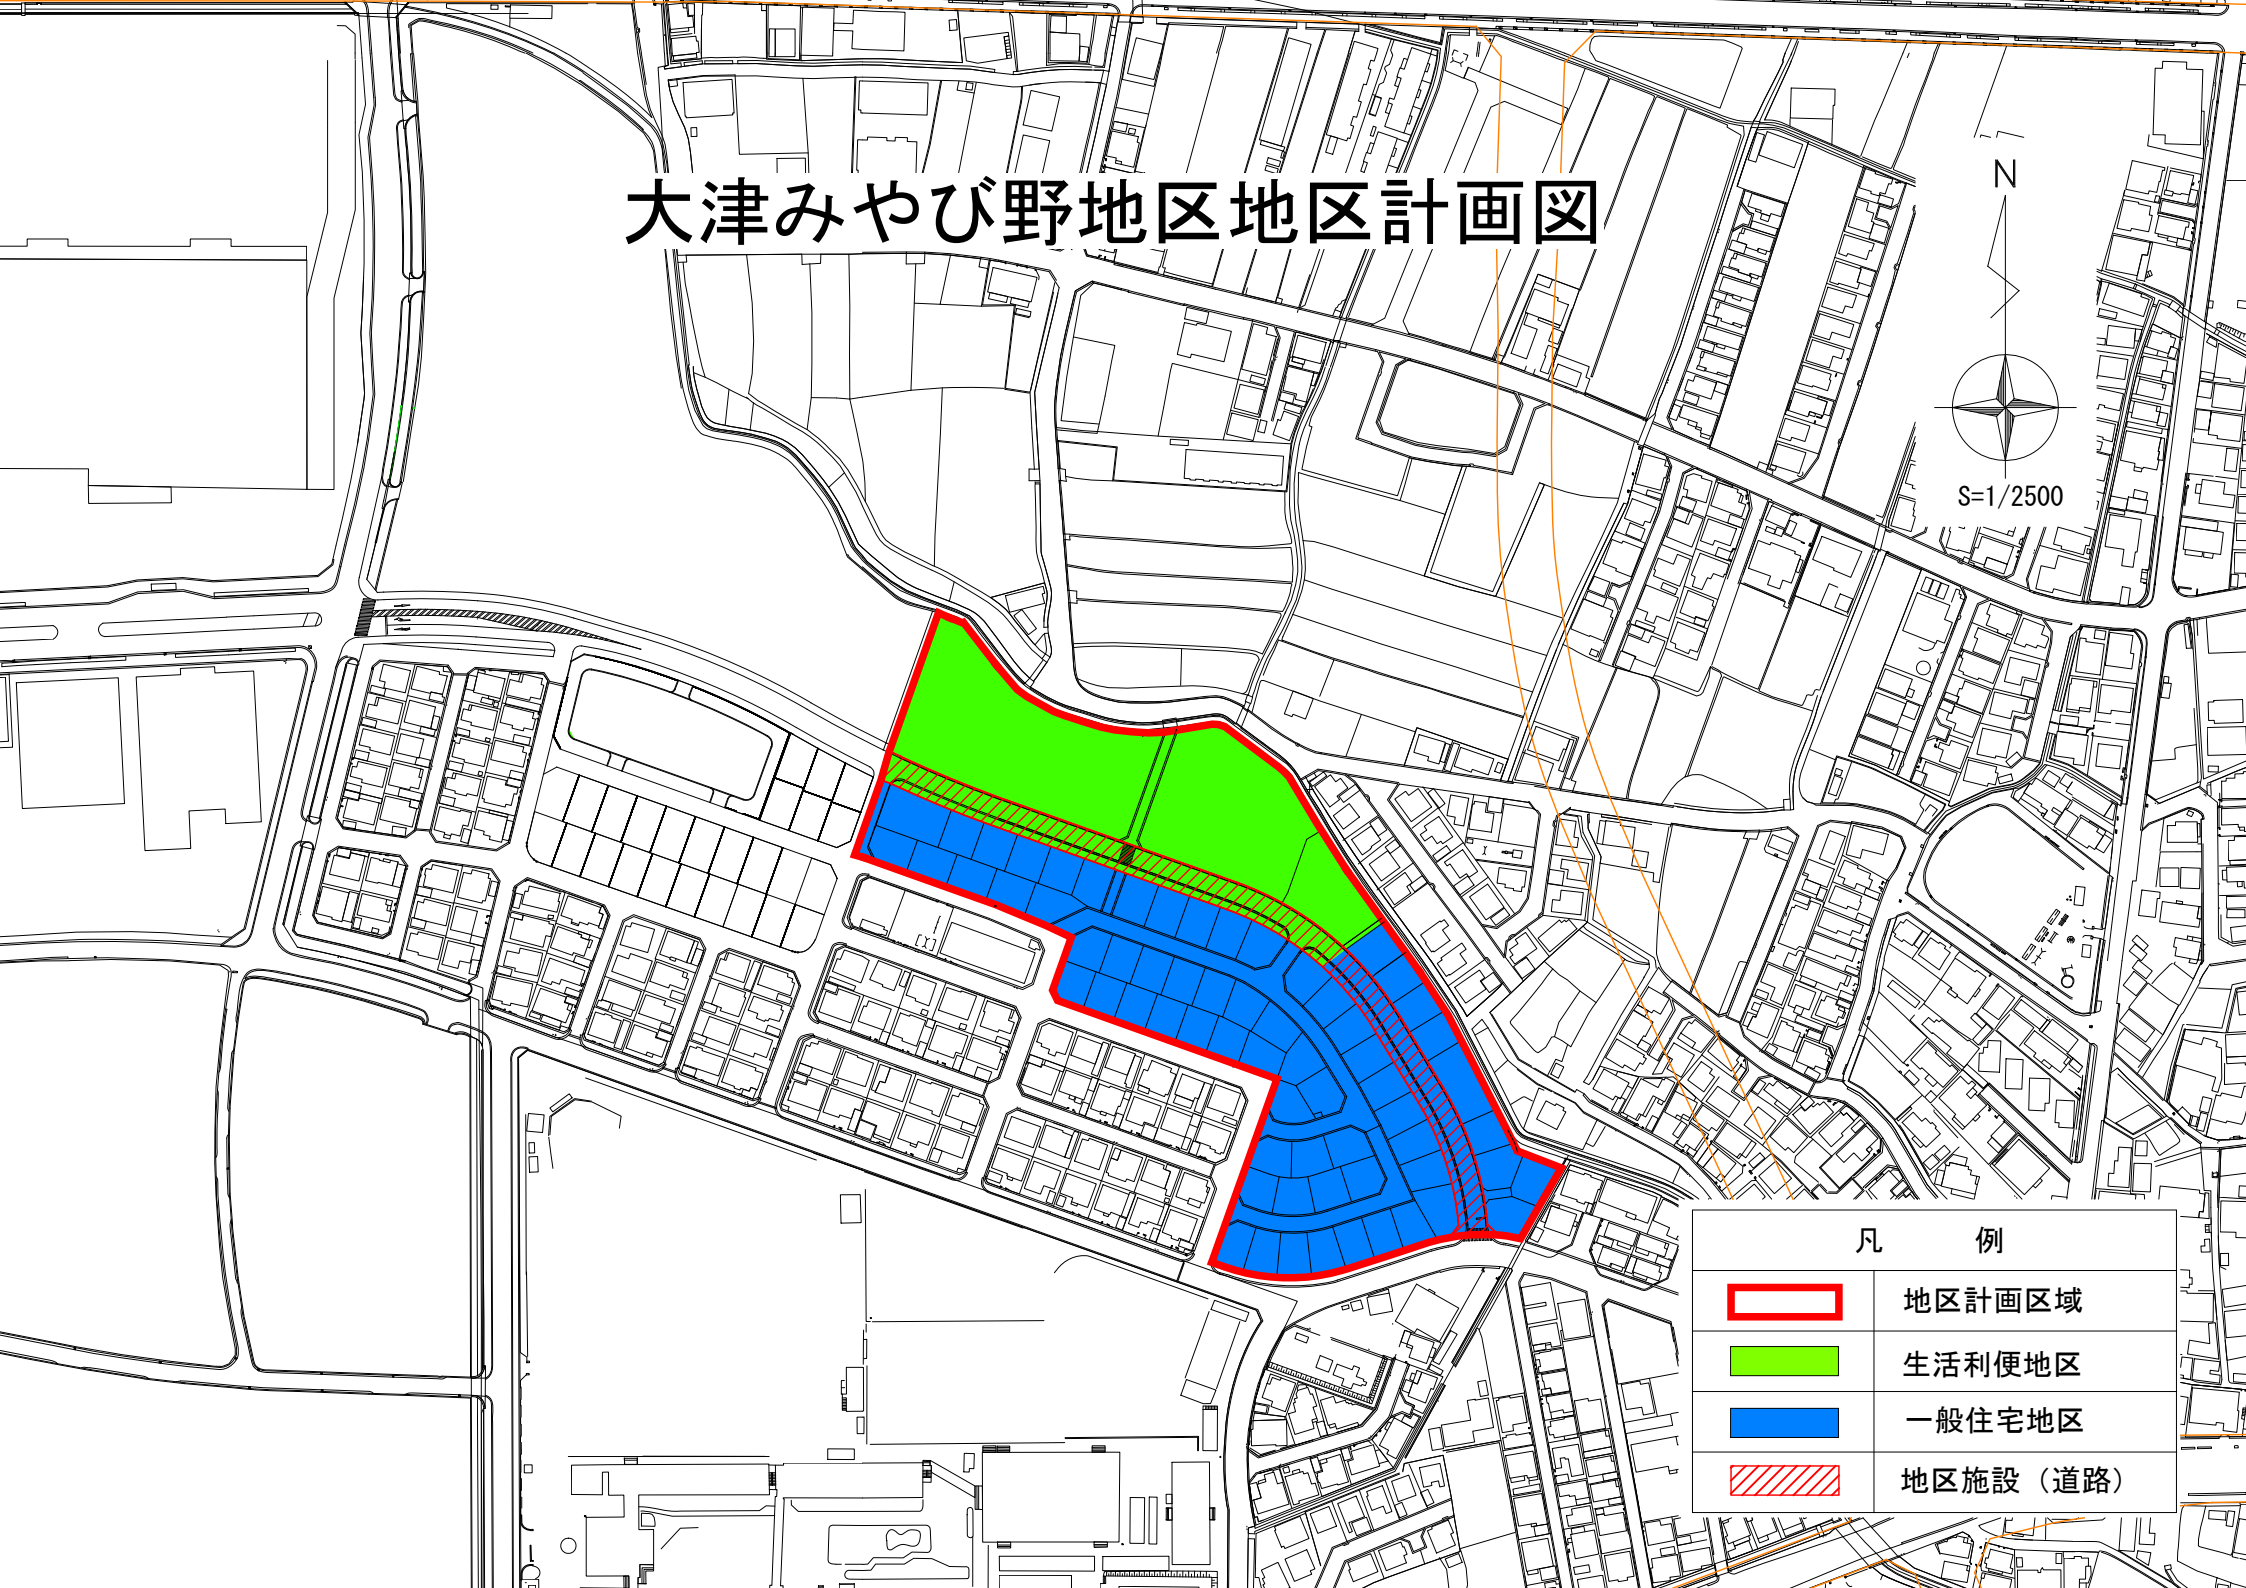 大津みやび野地区地区計画図
N
S=1/2500
凡 例
地区計画区域
生活利便地区
一般住宅地区
地区施設（道路）